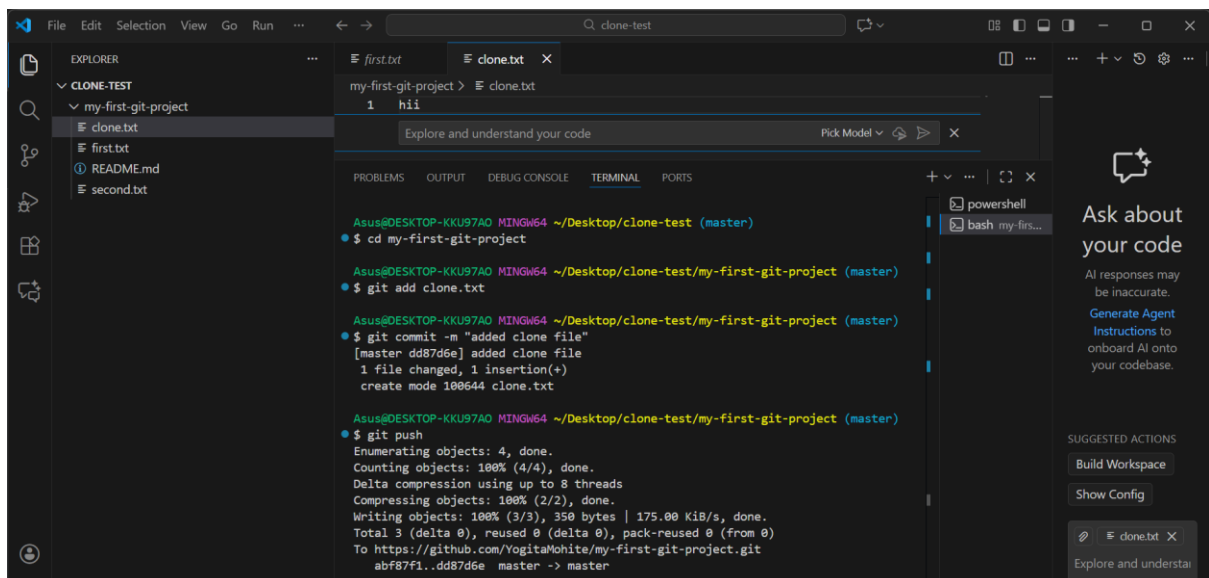 File Edit Selection View Go Run ···
clone-test
EXPLORER ···
CLONE-TEST
my-first-git-project
clone.txt
first.txt
README.md
second.txt
first.txt clone.txt
my-first-git-project > clone.txt
1 hii
Explore and understand your code Pick Model
PROBLEMS OUTPUT DEBUG CONSOLE TERMINAL PORTS
Asus@DESKTOP-KKU97AO MINGW64 ~/Desktop/clone-test (master)
$ cd my-first-git-project
Asus@DESKTOP-KKU97AO MINGW64 ~/Desktop/clone-test/my-first-git-project (master)
$ git add clone.txt
Asus@DESKTOP-KKU97AO MINGW64 ~/Desktop/clone-test/my-first-git-project (master)
$ git commit -m "added clone file"
[master dd87d6e] added clone file
1 file changed, 1 insertion(+)
create mode 100644 clone.txt
Asus@DESKTOP-KKU97AO MINGW64 ~/Desktop/clone-test/my-first-git-project (master)
$ git push
Enumerating objects: 4, done.
Counting objects: 100% (4/4), done.
Delta compression using up to 8 threads
Compressing objects: 100% (2/2), done.
Writing objects: 100% (3/3), 350 bytes | 175.00 KiB/s, done.
Total 3 (delta 0), reused 0 (delta 0), pack-reused 0 (from 0)
To https://github.com/YogitaMohite/my-first-git-project.git
abf87f1..dd87d6e master -> master
powershell
bash my-firs...
Ask about
your code
AI responses may
be inaccurate.
Generate Agent
Instructions to
onboard AI onto
your codebase.
SUGGESTED ACTIONS
Build Workspace
Show Config
clone.txt
Explore and understa